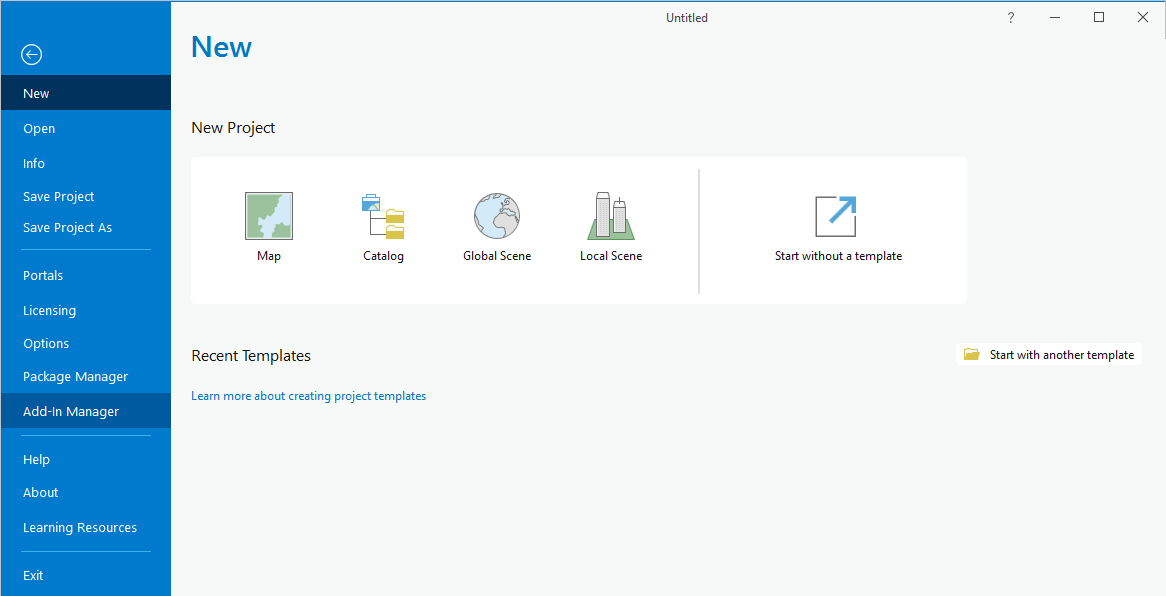 Untitled
?
New
Open
Info
Save Project
Save Project As
Portals
Licensing
Options
Package Manager
Add-In Manager
Help
About
Learning Resources
Exit
New
New Project
Map
Catalog
Global Scene
Local Scene
Start without a template
Recent Templates
Start with another template
Learn more about creating project templates